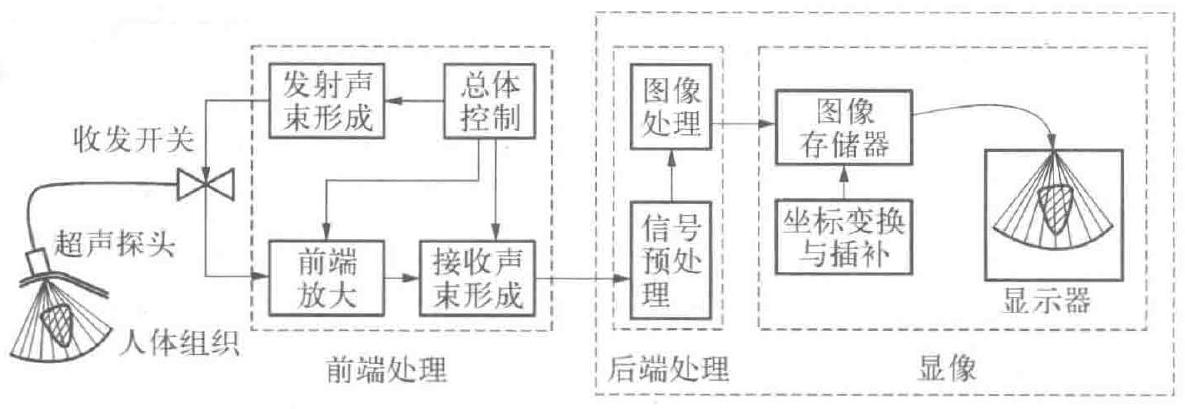 发射声
束形成
总体
控制
收发开关
超声探头
人体组织
前端
放大
接收声
束形成
前端处理
图像
处理
信号
预处
理
后端处理
图像
存储器
坐标变换
与插补
显示器
显像